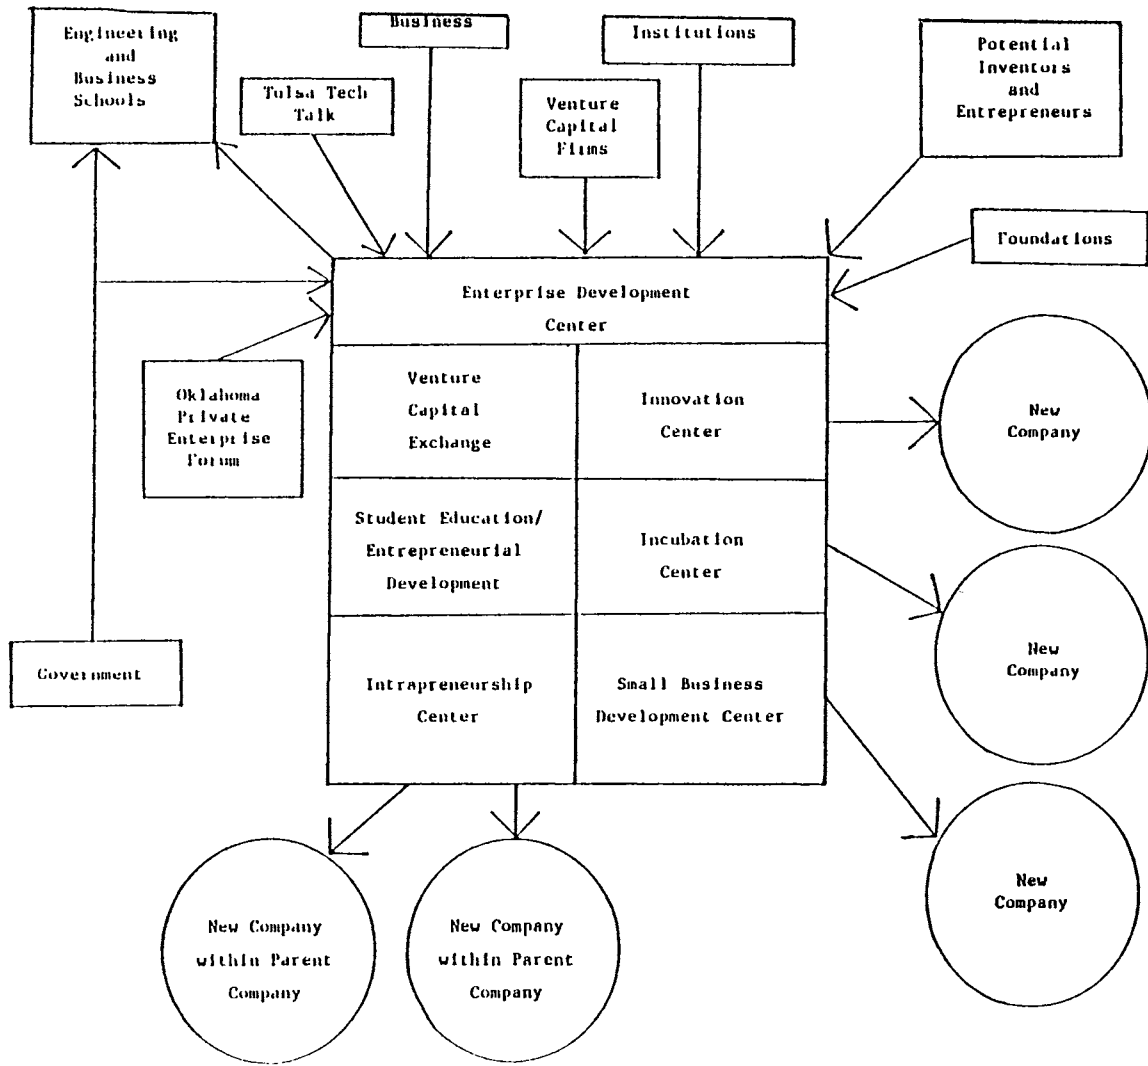 Engineering
and
Business
Schools
Business
Institutions
Potential
Inventors
and
Entrepreneurs
Tulsa Tech
Talk
Venture
Capital
Firms
Foundations
Enterprise Development
Center
Oklahoma
Private
Enterprise
Forum
Venture
Capital
Exchange
Innovation
Center
New
Company
Student Education/
Entrepreneurial
Development
Incubation
Center
New
Company
Government
Intrapreneurship
Center
Small Business
Development Center
New
Company
New Company
within Parent
Company
New Company
within Parent
Company